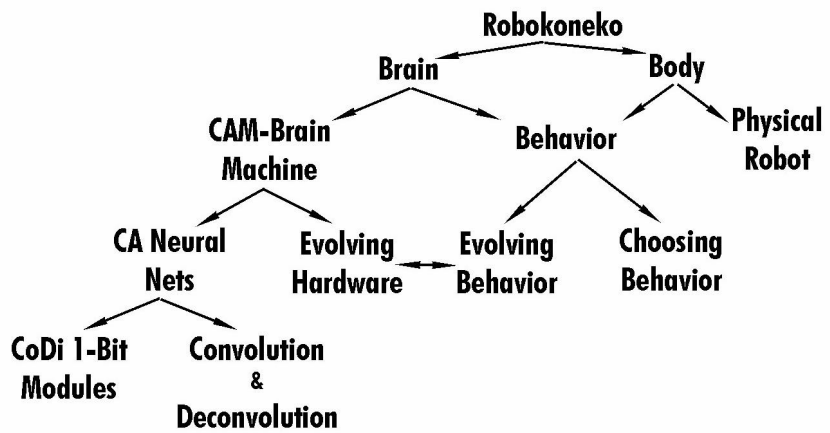 Robokoneko
Brain
Body
CAM-Brain
Machine
Behavior
Physical
Robot
CA Neural
Nets
Evolving
Hardware
Evolving
Behavior
Choosing
Behavior
CoDi 1-Bit
Modules
Convolution
&
Deconvolution